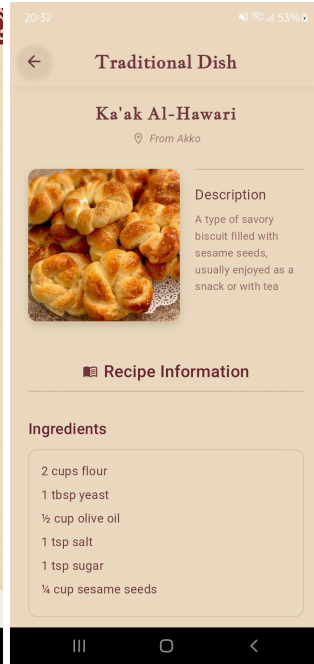 20:32
53%
Traditional Dish
Ka'ak Al-Hawari
From Akko
Description
A type of savory
biscuit filled with
sesame seeds,
usually enjoyed as a
snack or with tea
Recipe Information
Ingredients
2 cups flour
1 tbsp yeast
½ cup olive oil
1 tsp salt
1 tsp sugar
¼ cup sesame seeds